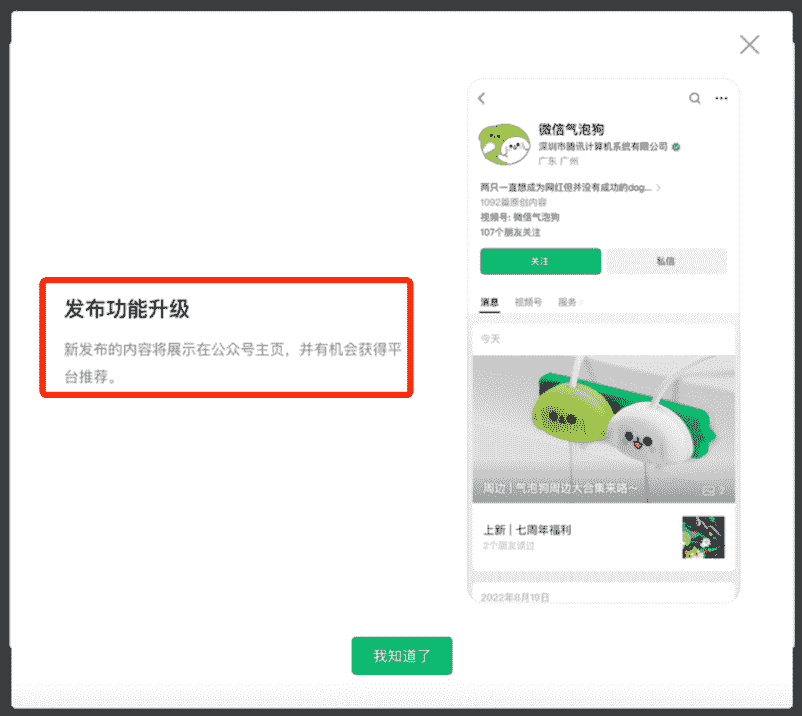 发布功能升级
新发布的内容将展示在公众号主页，并有机会获得平
台推荐。
微信气泡狗
深圳市腾讯计算机系统有限公司
广东 广州
两只一直想成为网红但并没有成功的dog...
1092篇原创内容
视频号: 微信气泡狗
107个朋友关注
关注
私信
消息 视频号 服务
今天
周边 | 气泡狗周边大合集来咯～
7
上新 | 七周年福利
2个朋友读过
2022年8月19日
我知道了